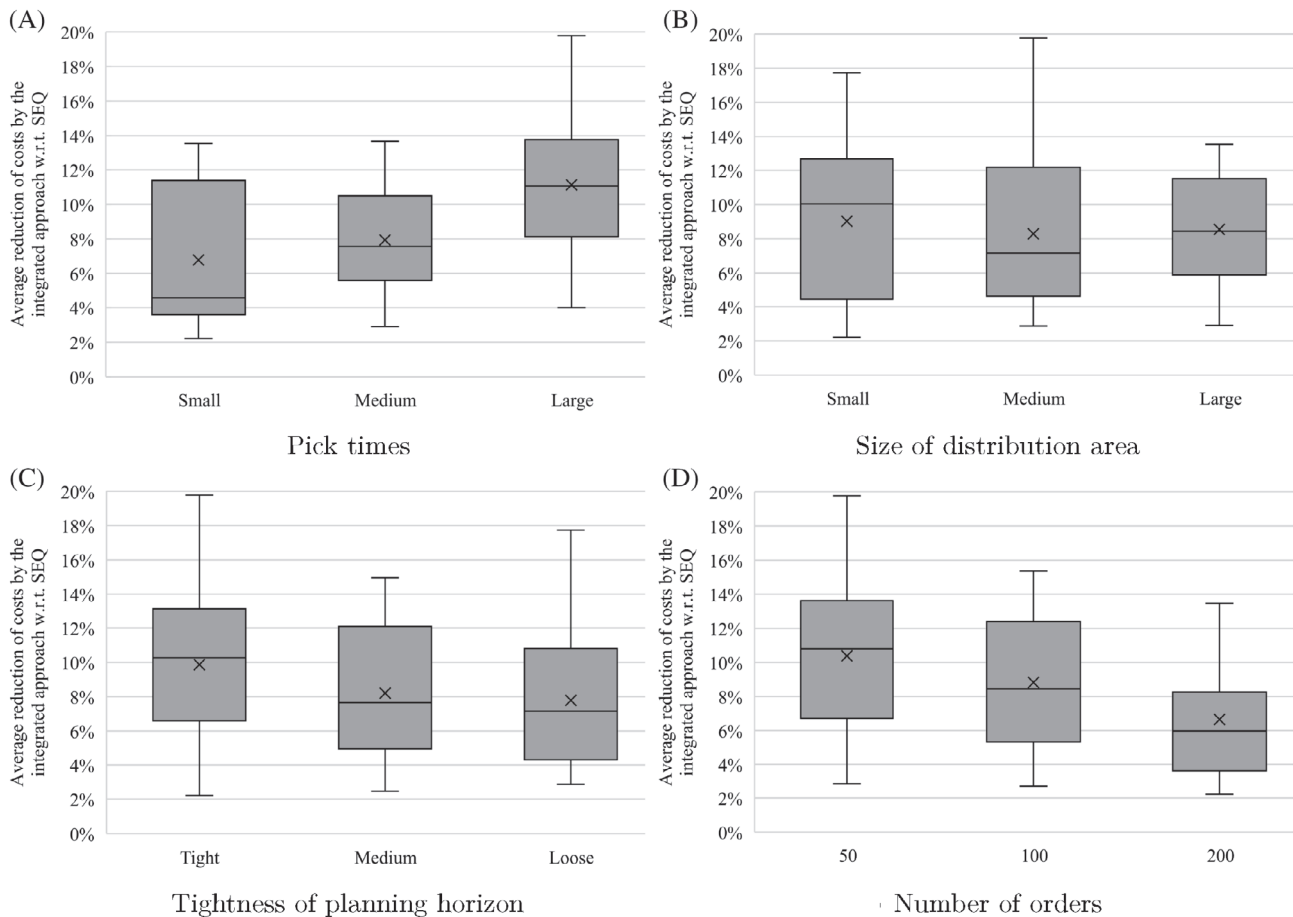 (A)
Average reduction of costs by the
integrated approach w.r.t. SEQ
20%
18%
16%
14%
12%
10%
8%
6%
4%
2%
0%
Small Medium Large
Pick times
(B)
Average reduction of costs by the
integrated approach w.r.t. SEQ
20%
18%
16%
14%
12%
10%
8%
6%
4%
2%
0%
Small Medium Large
Size of distribution area
(C)
Average reduction of costs by the
integrated approach w.r.t. SEQ
20%
18%
16%
14%
12%
10%
8%
6%
4%
2%
0%
Tight Medium Loose
Tightness of planning horizon
(D)
Average reduction of costs by the
integrated approach w.r.t. SEQ
20%
18%
16%
14%
12%
10%
8%
6%
4%
2%
0%
50 100 200
Number of orders